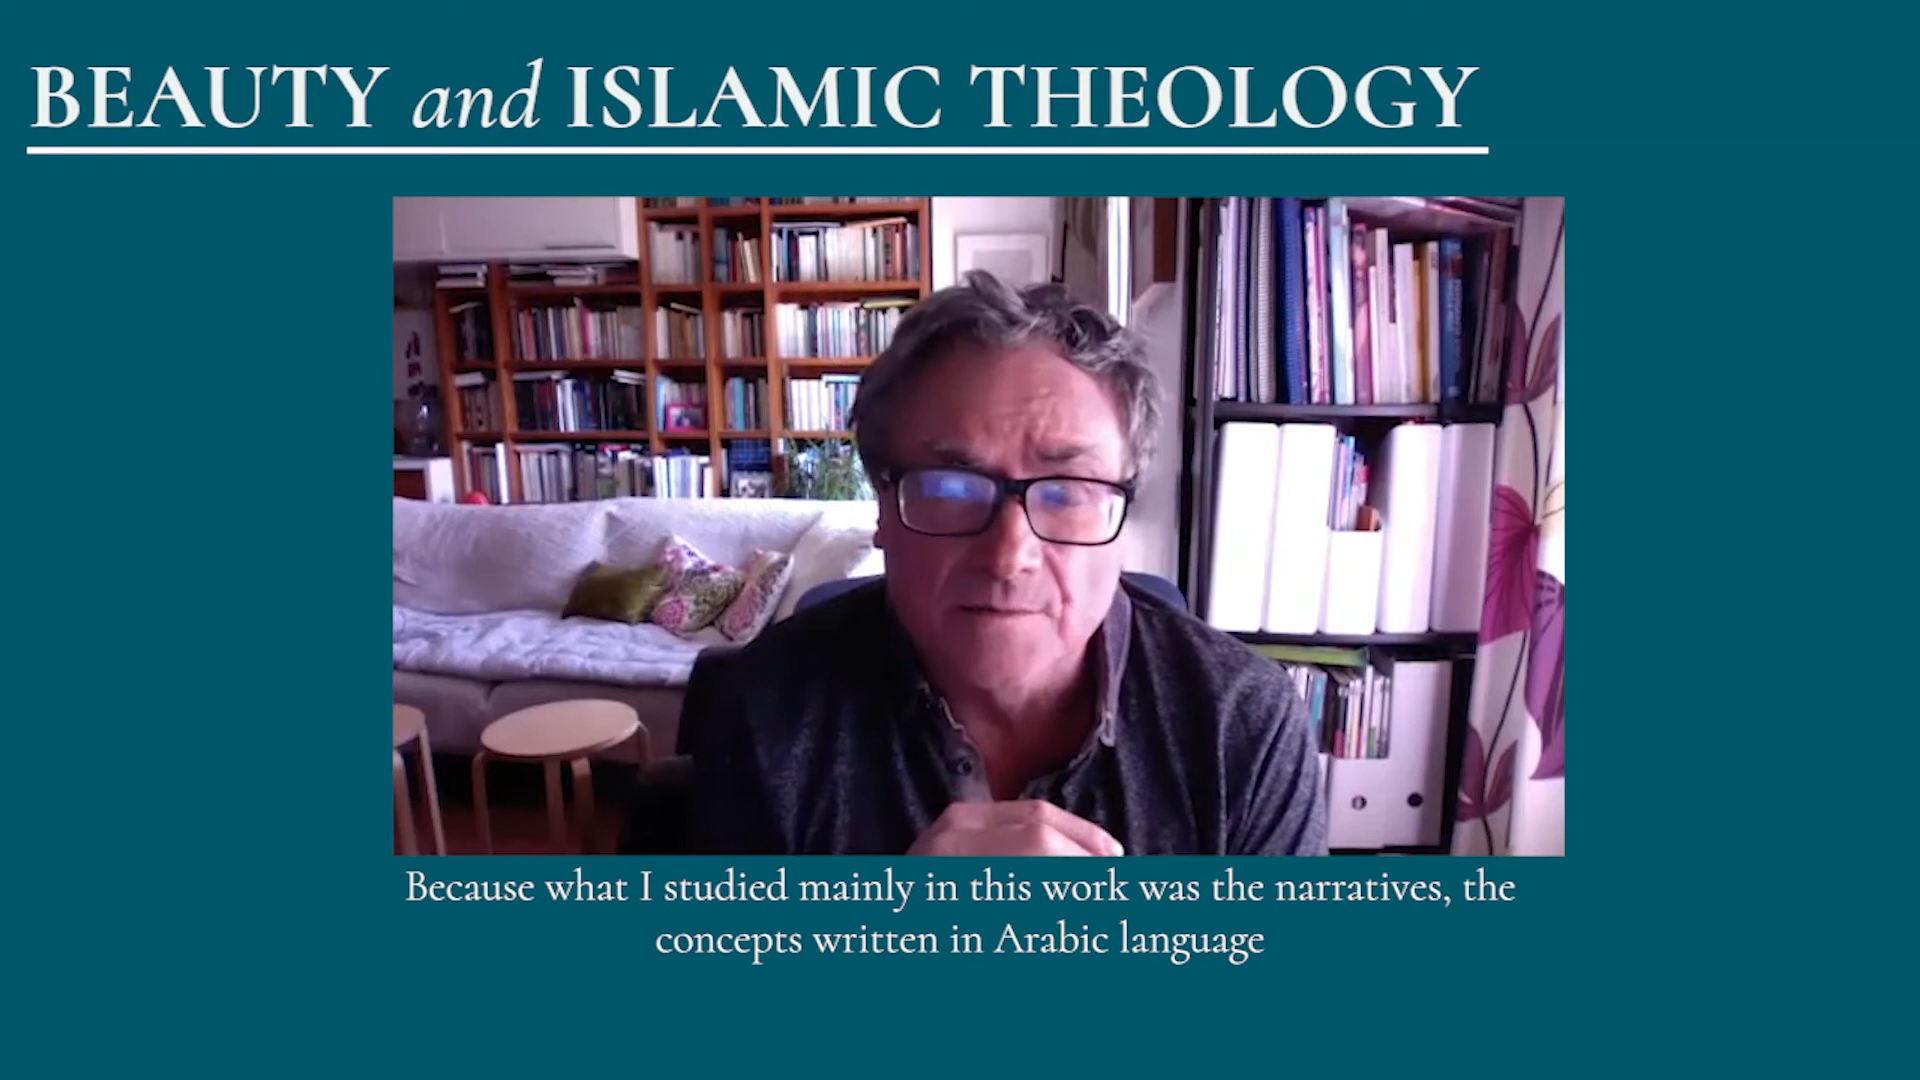 BEAUTY and ISLAMIC THEOLOGY
Because what I studied mainly in this work was the narratives, the
concepts written in Arabic language